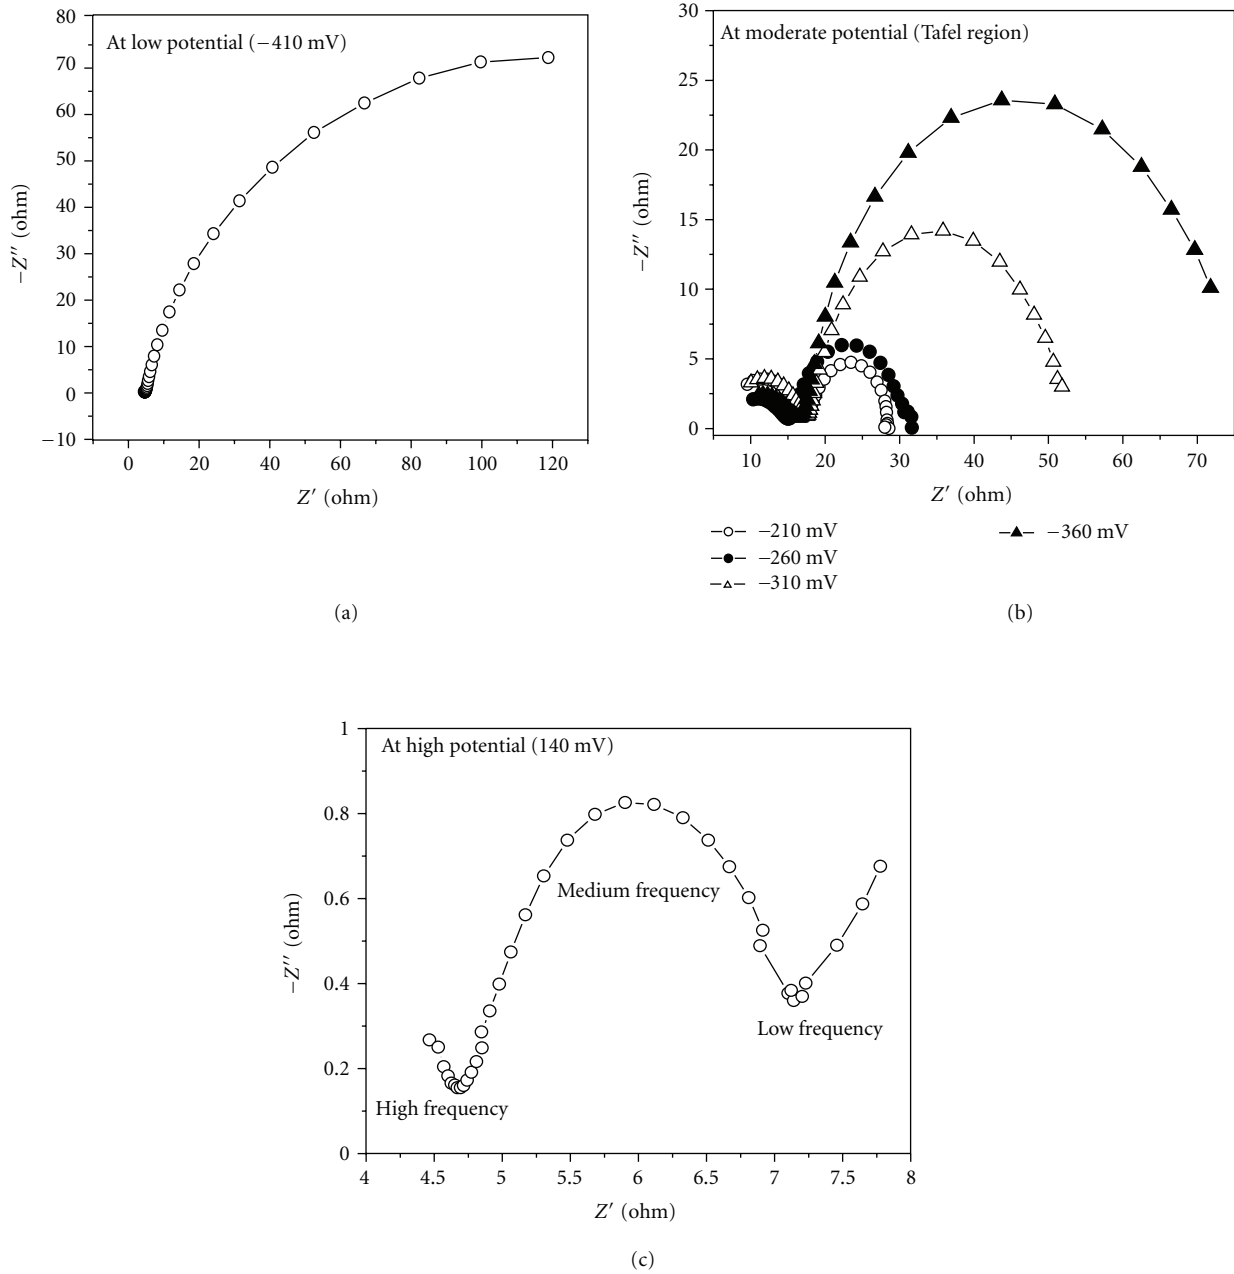 At low potential (−410 mV)
80
70
60
50
40
30
20
10
0
−10
−Z′′ (ohm)
0 20 40 60 80 100 120
Z′ (ohm)
(a)
At moderate potential (Tafel region)
30
25
20
15
10
5
0
−Z′′ (ohm)
10 20 30 40 50 60 70
Z′ (ohm)
−210 mV
−260 mV
−310 mV
−360 mV
(b)
At high potential (140 mV)
1
0.8
0.6
0.4
0.2
0
−Z′′ (ohm)
Medium frequency
Low frequency
High frequency
4 4.5 5 5.5 6 6.5 7 7.5 8
Z′ (ohm)
(c)